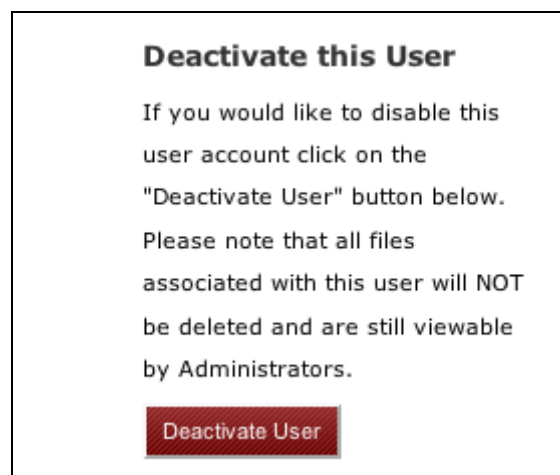 Deactivate this User
If you would like to disable this
user account click on the
"Deactivate User" button below.
Please note that all files
associated with this user will NOT
be deleted and are still viewable
by Administrators.
Deactivate User